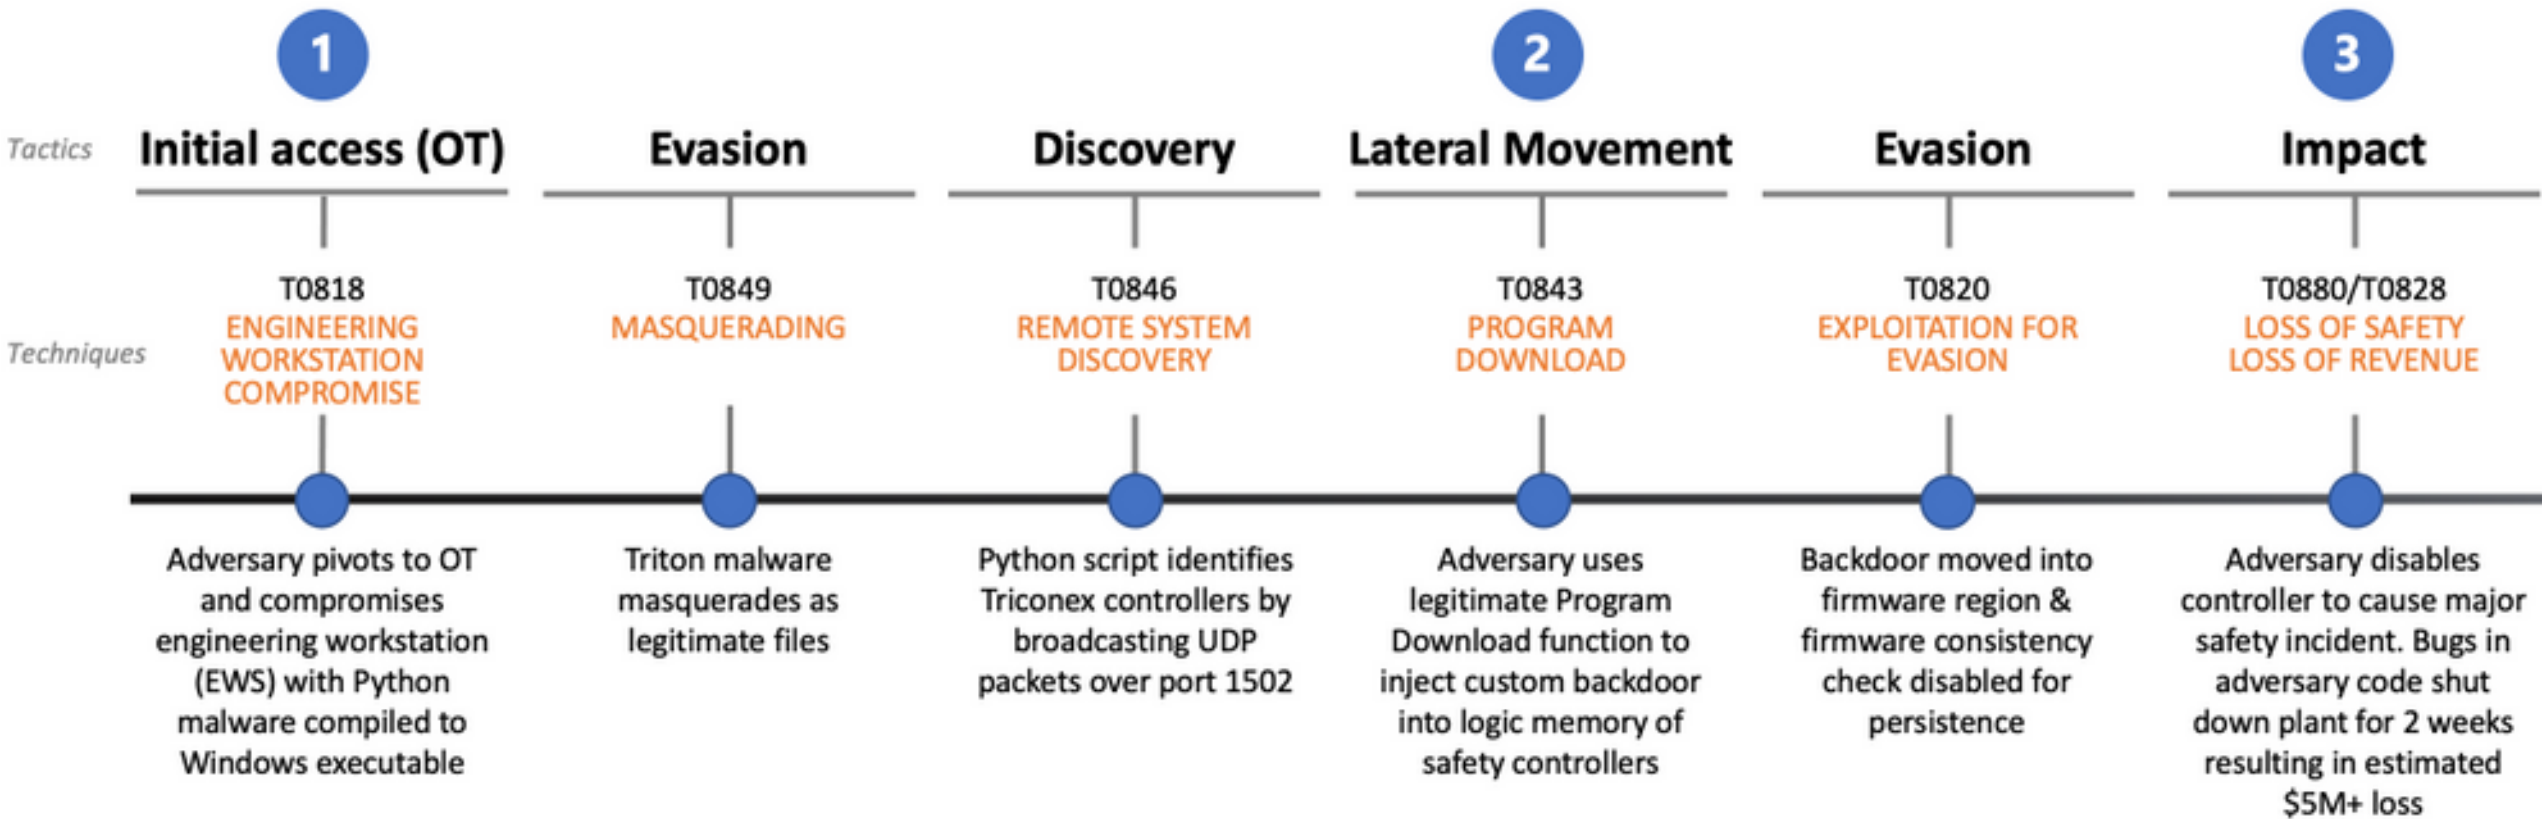 1
2
3
Tactics
Initial access (OT)
Evasion
Discovery
Lateral Movement
Evasion
Impact
Techniques
T0818
ENGINEERING
WORKSTATION
COMPROMISE
T0849
MASQUERADING
T0846
REMOTE SYSTEM
DISCOVERY
T0843
PROGRAM
DOWNLOAD
T0820
EXPLOITATION FOR
EVASION
T0880/T0828
LOSS OF SAFETY
LOSS OF REVENUE
Adversary pivots to OT
and compromises
engineering workstation
(EWS) with Python
malware compiled to
Windows executable
Triton malware
masquerades as
legitimate files
Python script identifies
Triconex controllers by
broadcasting UDP
packets over port 1502
Adversary uses
legitimate Program
Download function to
inject custom backdoor
into logic memory of
safety controllers
Backdoor moved into
firmware region &
firmware consistency
check disabled for
persistence
Adversary disables
controller to cause major
safety incident. Bugs in
adversary code shut
down plant for 2 weeks
resulting in estimated
$5M+ loss